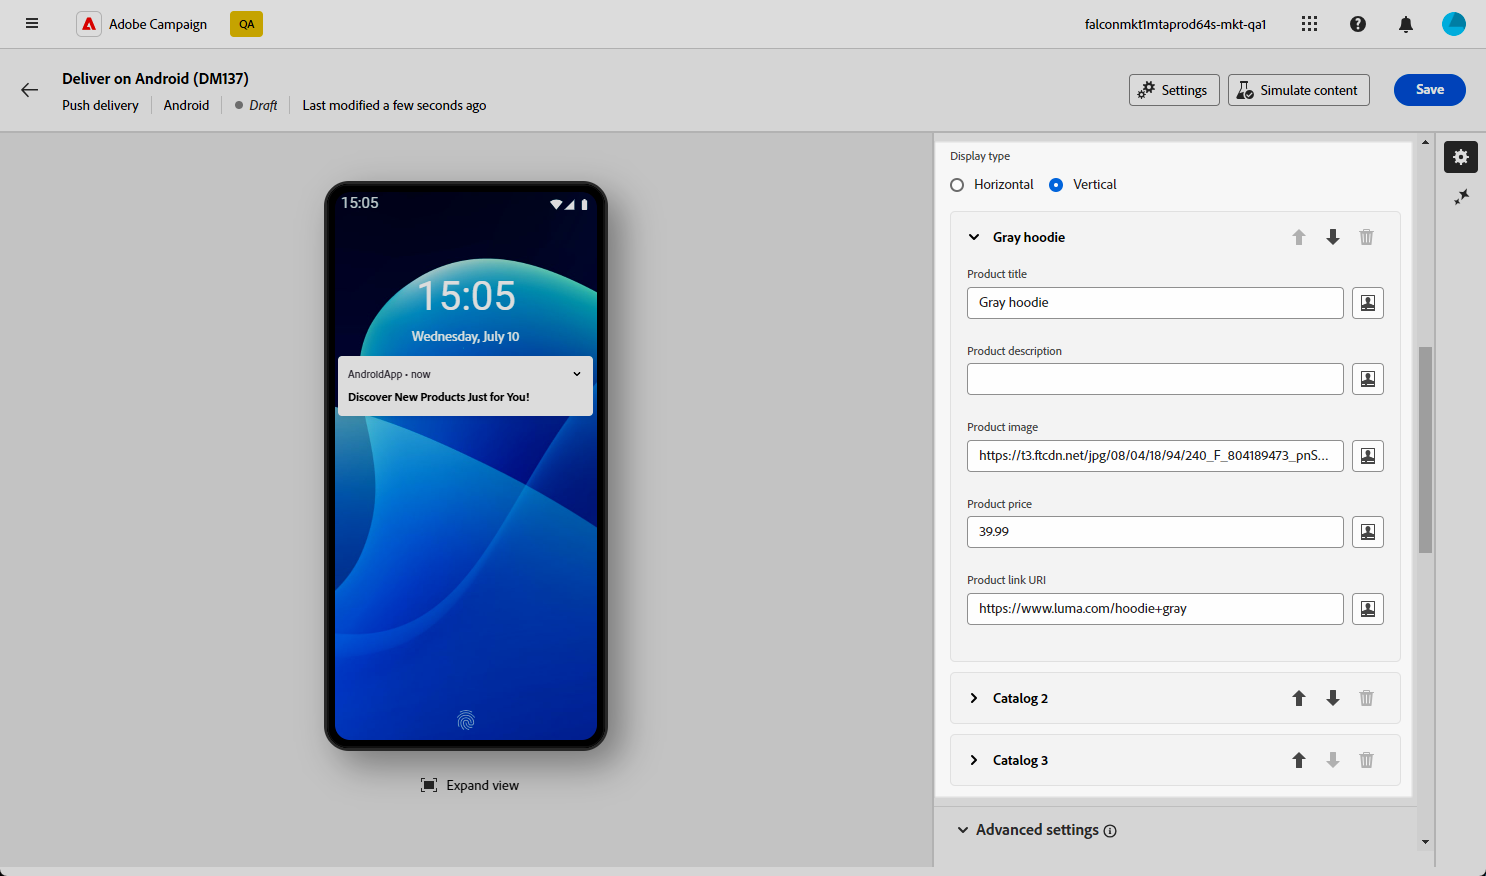 Adobe Campaign
QA
falconmkt1mtaprod64s-mkt-qa1
Deliver on Android (DM137)
Push delivery
Android
Draft
Last modified a few seconds ago
Settings
Simulate content
Save
15:05
15:05
Wednesday, July 10
AndroidApp • now
Discover New Products Just for You!
Expand view
Display type
Horizontal
Vertical
Gray hoodie
Product title
Gray hoodie
Product description
Product image
https://t3.ftcdn.net/jpg/08/04/18/94/240_F_804189473_pnS...
Product price
39.99
Product link URI
https://www.luma.com/hoodie+gray
Catalog 2
Catalog 3
Advanced settings